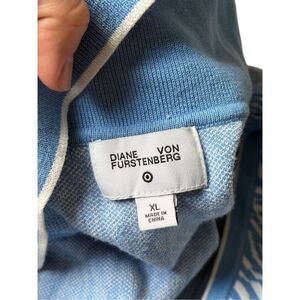 DIANE VON
FURSTENBERG
XL
MADE IN
CHINA